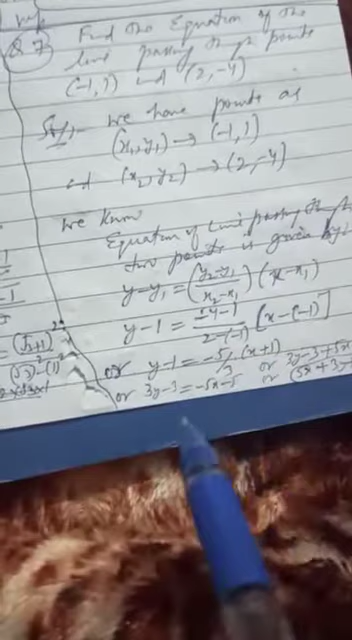 Q 7)
Find the Equation of the
line passing through points
(-1,1) and (2,-4)
Sol:- we have points as
(x₁,y₁) → (-1,1)
and (x₂,y₂) → (2,-4)
we know
Equation of line passing through
two points is given by:
y-y₁ = (y₂-y₁/x₂-x₁) (x-x₁)
y-1 = -4-1/2-(-1) [x-(-1)]
or y-1 = -5/3 (x+1) or
or 3y-3 = -5x-5 or